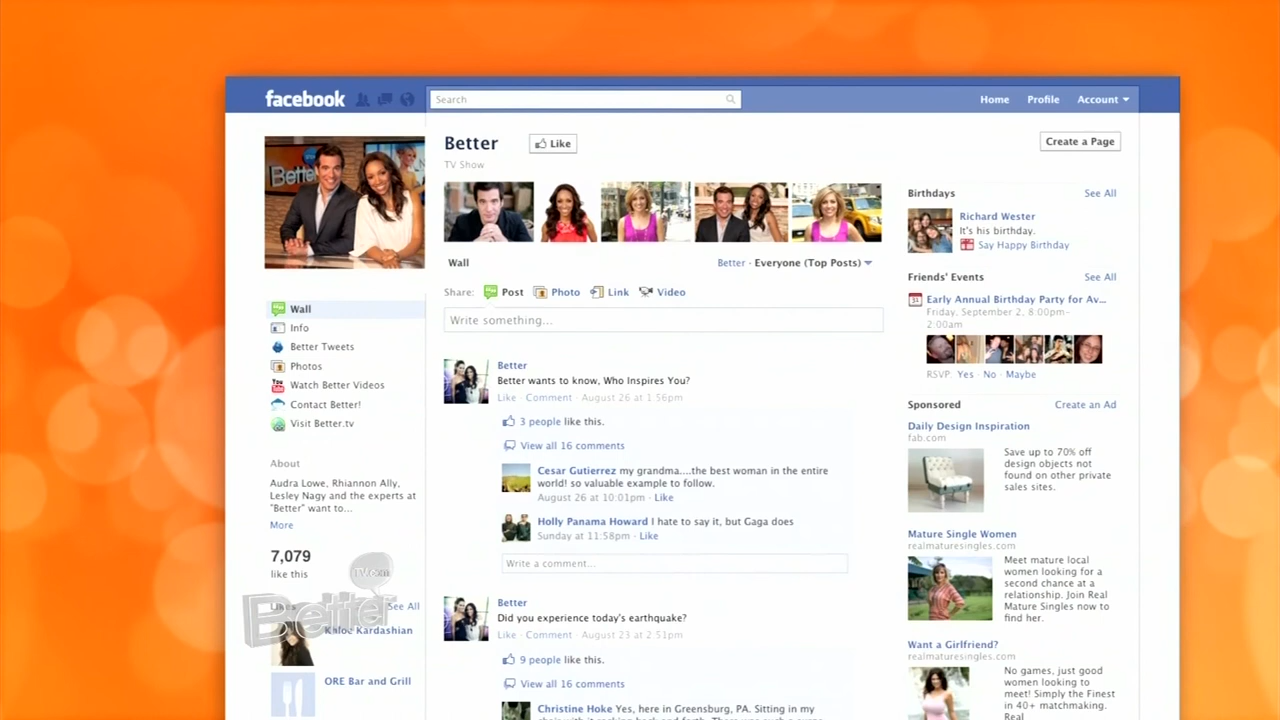 facebook
Search
Home Profile Account
Better
Like
Create a Page
TV Show
Better
Wall
Better · Everyone (Top Posts)
Share: Post Photo Link Video
Write something...
Wall
Info
Better Tweets
Photos
Watch Better Videos
Contact Better!
Visit Better.tv
About
Audra Lowe, Rhiannon Ally,
Lesley Nagy and the experts at
"Better" want to...
More
7,079
like this
Likes See All
Khloe Kardashian
ORE Bar and Grill
TV.com
Better
Better
Better wants to know, Who Inspires You?
Like · Comment · August 26 at 1:56pm
3 people like this.
View all 16 comments
Cesar Gutierrez my grandma....the best woman in the entire
world! so valuable example to follow.
August 26 at 10:01pm · Like
Holly Panama Howard I hate to say it, but Gaga does
Sunday at 11:58pm · Like
Write a comment...
Better
Did you experience today's earthquake?
Like · Comment · August 23 at 2:51pm
9 people like this.
View all 16 comments
Christine Hoke Yes, here in Greensburg, PA. Sitting in my
Birthdays See All
Richard Wester
It's his birthday.
Say Happy Birthday
Friends' Events See All
31
Early Annual Birthday Party for Av...
Friday, September 2, 8:00pm-
2:00am
RSVP: Yes · No · Maybe
Sponsored Create an Ad
Daily Design Inspiration
fab.com
Save up to 70% off
design objects not
found on other private
sales sites.
Mature Single Women
realmaturesingles.com
Meet mature local
women looking for a
second chance at a
relationship. Join Real
Mature Singles now to
find her.
Want a Girlfriend?
realmaturesingles.com
No games, just good
women looking to
meet! Simply the Finest
in 40+ matchmaking.
Real